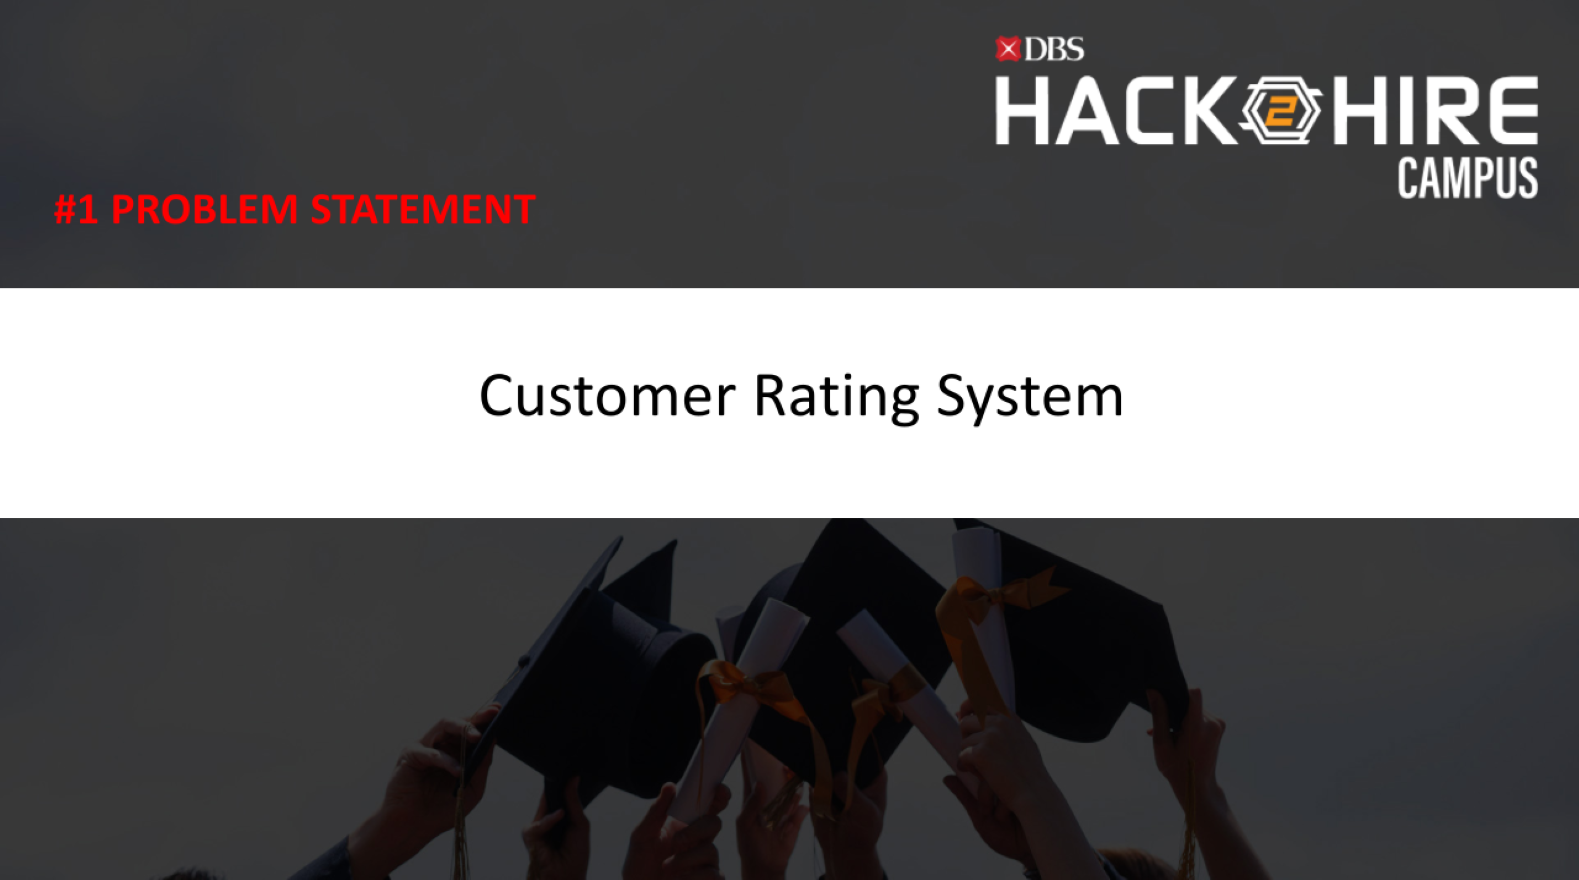 DBS
HACK2HIRE
CAMPUS
#1 PROBLEM STATEMENT
Customer Rating System